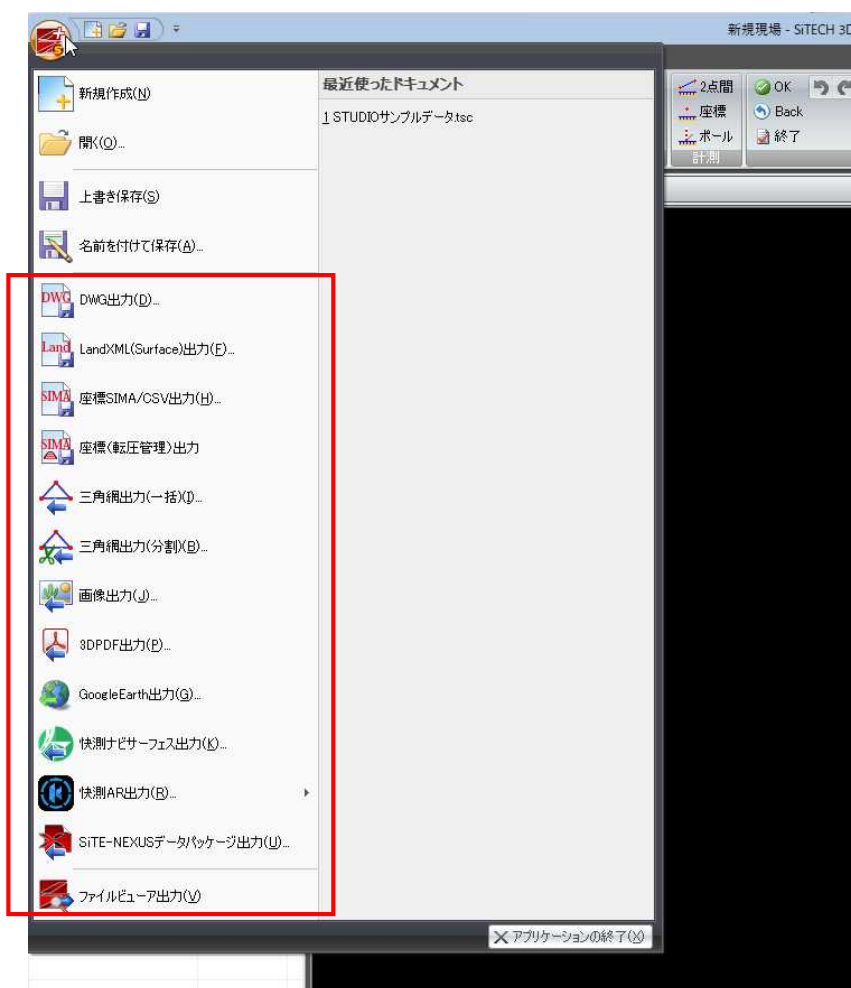 新規現場 - SiTECH 3D
新規作成(N)
開く(O)...
上書き保存(S)
名前を付けて保存(A)...
DWG出力(D)...
LandXML(Surface)出力(F)...
座標SIMA/CSV出力(H)...
座標(転圧管理)出力
三角網出力(一括)(I)...
三角網出力(分割)(B)...
画像出力(J)...
3DPDF出力(P)...
GoogleEarth出力(G)...
快測ナビサーフェス出力(K)...
快測AR出力(R)...
SiTE-NEXUSデータパッケージ出力(U)...
ファイルビューア出力(V)
最近使ったドキュメント
1 STUDIOサンプルデータ.tsc
2点間
座標
ポール
計測
OK
Back
終了
アプリケーションの終了(X)
DWG
Land
SIMA
SIMA